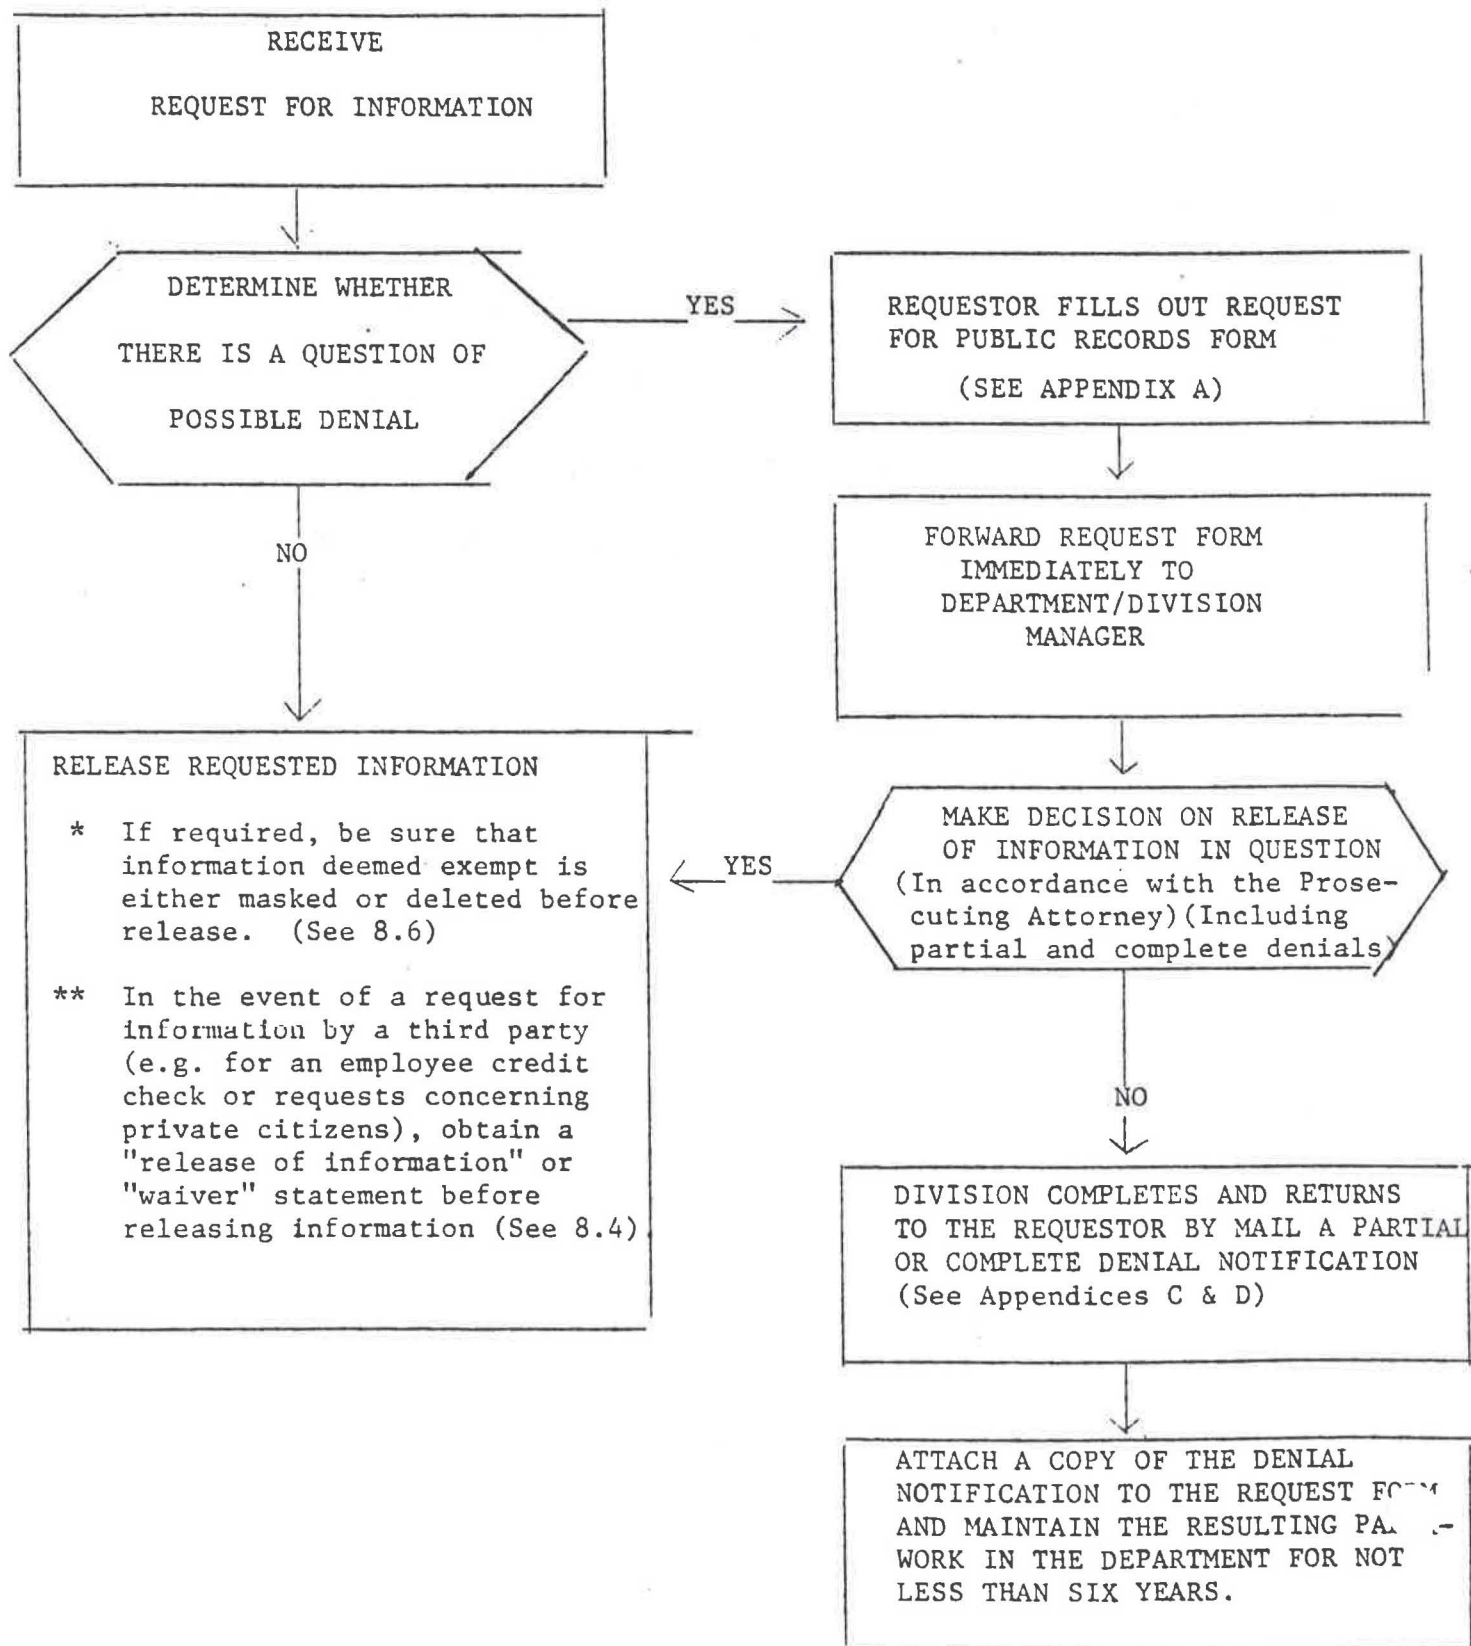 RECEIVE
REQUEST FOR INFORMATION
DETERMINE WHETHER
THERE IS A QUESTION OF
POSSIBLE DENIAL
YES
NO
REQUESTOR FILLS OUT REQUEST
FOR PUBLIC RECORDS FORM
(SEE APPENDIX A)
FORWARD REQUEST FORM
IMMEDIATELY TO
DEPARTMENT/DIVISION
MANAGER
MAKE DECISION ON RELEASE
OF INFORMATION IN QUESTION
(In accordance with the Prose-
cuting Attorney)(Including
partial and complete denials)
YES
NO
RELEASE REQUESTED INFORMATION
* If required, be sure that
information deemed exempt is
either masked or deleted before
release. (See 8.6)
** In the event of a request for
information by a third party
(e.g. for an employee credit
check or requests concerning
private citizens), obtain a
"release of information" or
"waiver" statement before
releasing information (See 8.4)
DIVISION COMPLETES AND RETURNS
TO THE REQUESTOR BY MAIL A PARTIAL
OR COMPLETE DENIAL NOTIFICATION
(See Appendices C & D)
ATTACH A COPY OF THE DENIAL
NOTIFICATION TO THE REQUEST
AND MAINTAIN THE RESULTING
WORK IN THE DEPARTMENT FOR NOT
LESS THAN SIX YEARS.